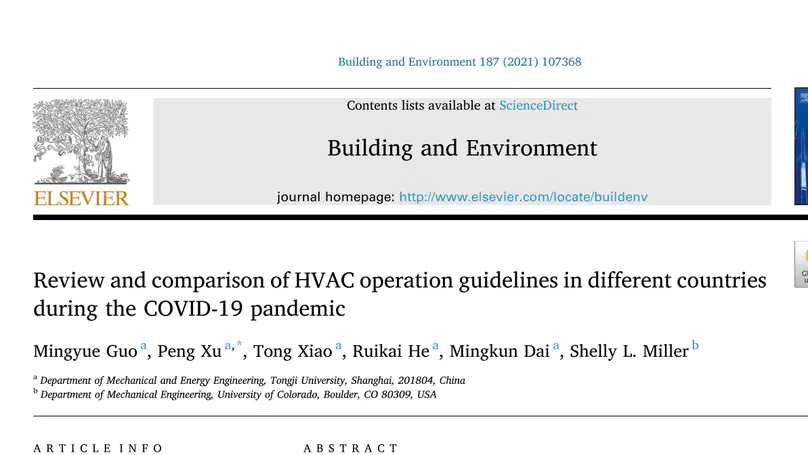 Building and Environment 187 (2021) 107368
Contents lists available at ScienceDirect
Building and Environment
ELSEVIER
journal homepage: http://www.elsevier.com/locate/buildenv
Review and comparison of HVAC operation guidelines in different countries
during the COVID-19 pandemic
Mingyue Guo a, Peng Xu a,*, Tong Xiao a, Ruikai He a, Mingkun Dai a, Shelly L. Miller b
a Department of Mechanical and Energy Engineering, Tongji University, Shanghai, 201804, China
b Department of Mechanical Engineering, University of Colorado, Boulder, CO 80309, USA
ARTICLE INFO
ABSTRACT